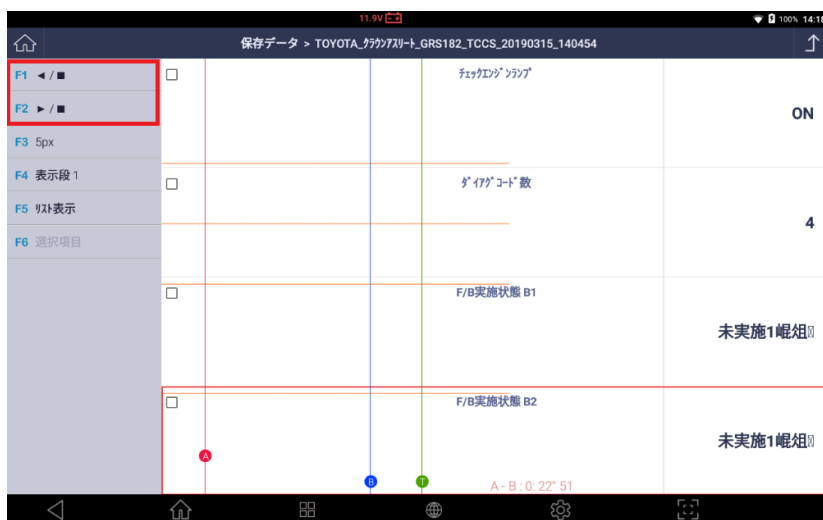 11.9V
100% 14:18
保存データ > TOYOTA_ｸﾗｳﾝｱｽﾘｰﾄ_GRS182_TCCS_20190315_140454
F1 ◄ / ■
F2 ► / ■
F3 5px
F4 表示段 1
F5 ﾘｽﾄ表示
F6 選択項目
ﾁｪｯｸｴﾝｼﾞﾝﾗﾝﾌﾟ
ON
ﾀﾞｲｱｸﾞｺｰﾄﾞ数
4
F/B実施状態 B1
未実施1崐俎
F/B実施状態 B2
未実施1崐俎
A
B
T
A - B : 0: 22" 51